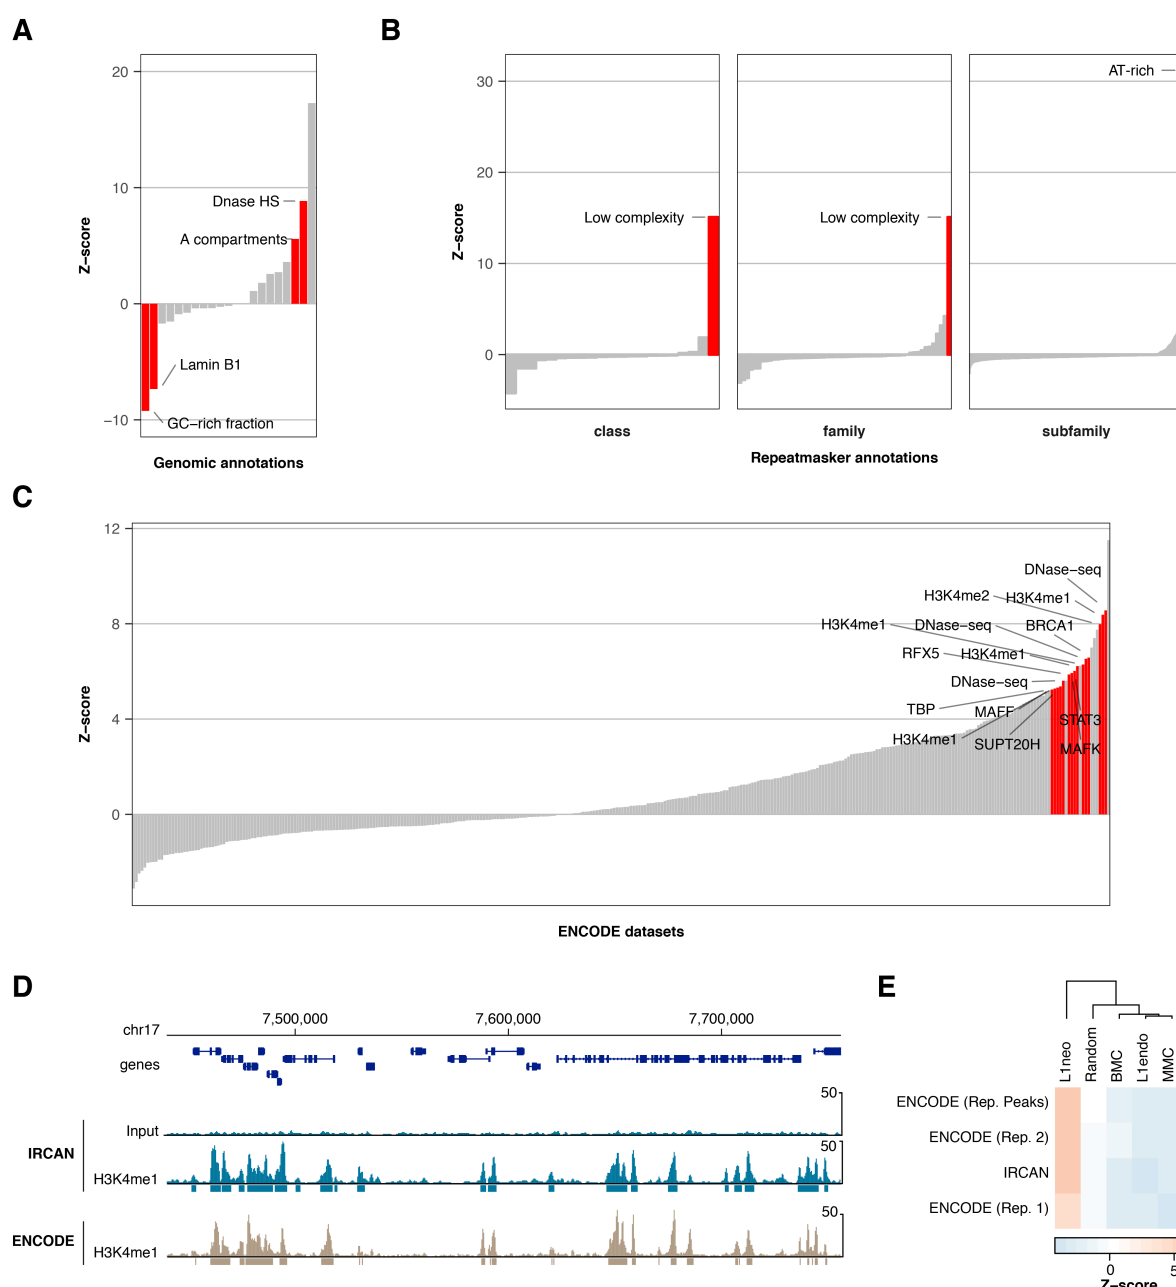 A
B
20
10
0
−10
Z−score
Dnase HS
A compartments
Lamin B1
GC−rich fraction
Genomic annotations
30
20
10
0
Z−score
Low complexity
Low complexity
AT-rich
class
family
subfamily
Repeatmasker annotations
C
12
8
4
0
Z−score
DNase−seq
H3K4me2
H3K4me1
H3K4me1
DNase−seq
BRCA1
RFX5
H3K4me1
DNase−seq
TBP
MAFF
STAT3
H3K4me1
SUPT20H
MAFK
ENCODE datasets
D
chr17
7,500,000
7,600,000
7,700,000
genes
50
Input
IRCAN
50
H3K4me1
50
ENCODE
H3K4me1
E
L1neo
Random
BMC
L1endo
MMC
ENCODE (Rep. Peaks)
ENCODE (Rep. 2)
IRCAN
ENCODE (Rep. 1)
0
5
Z−score